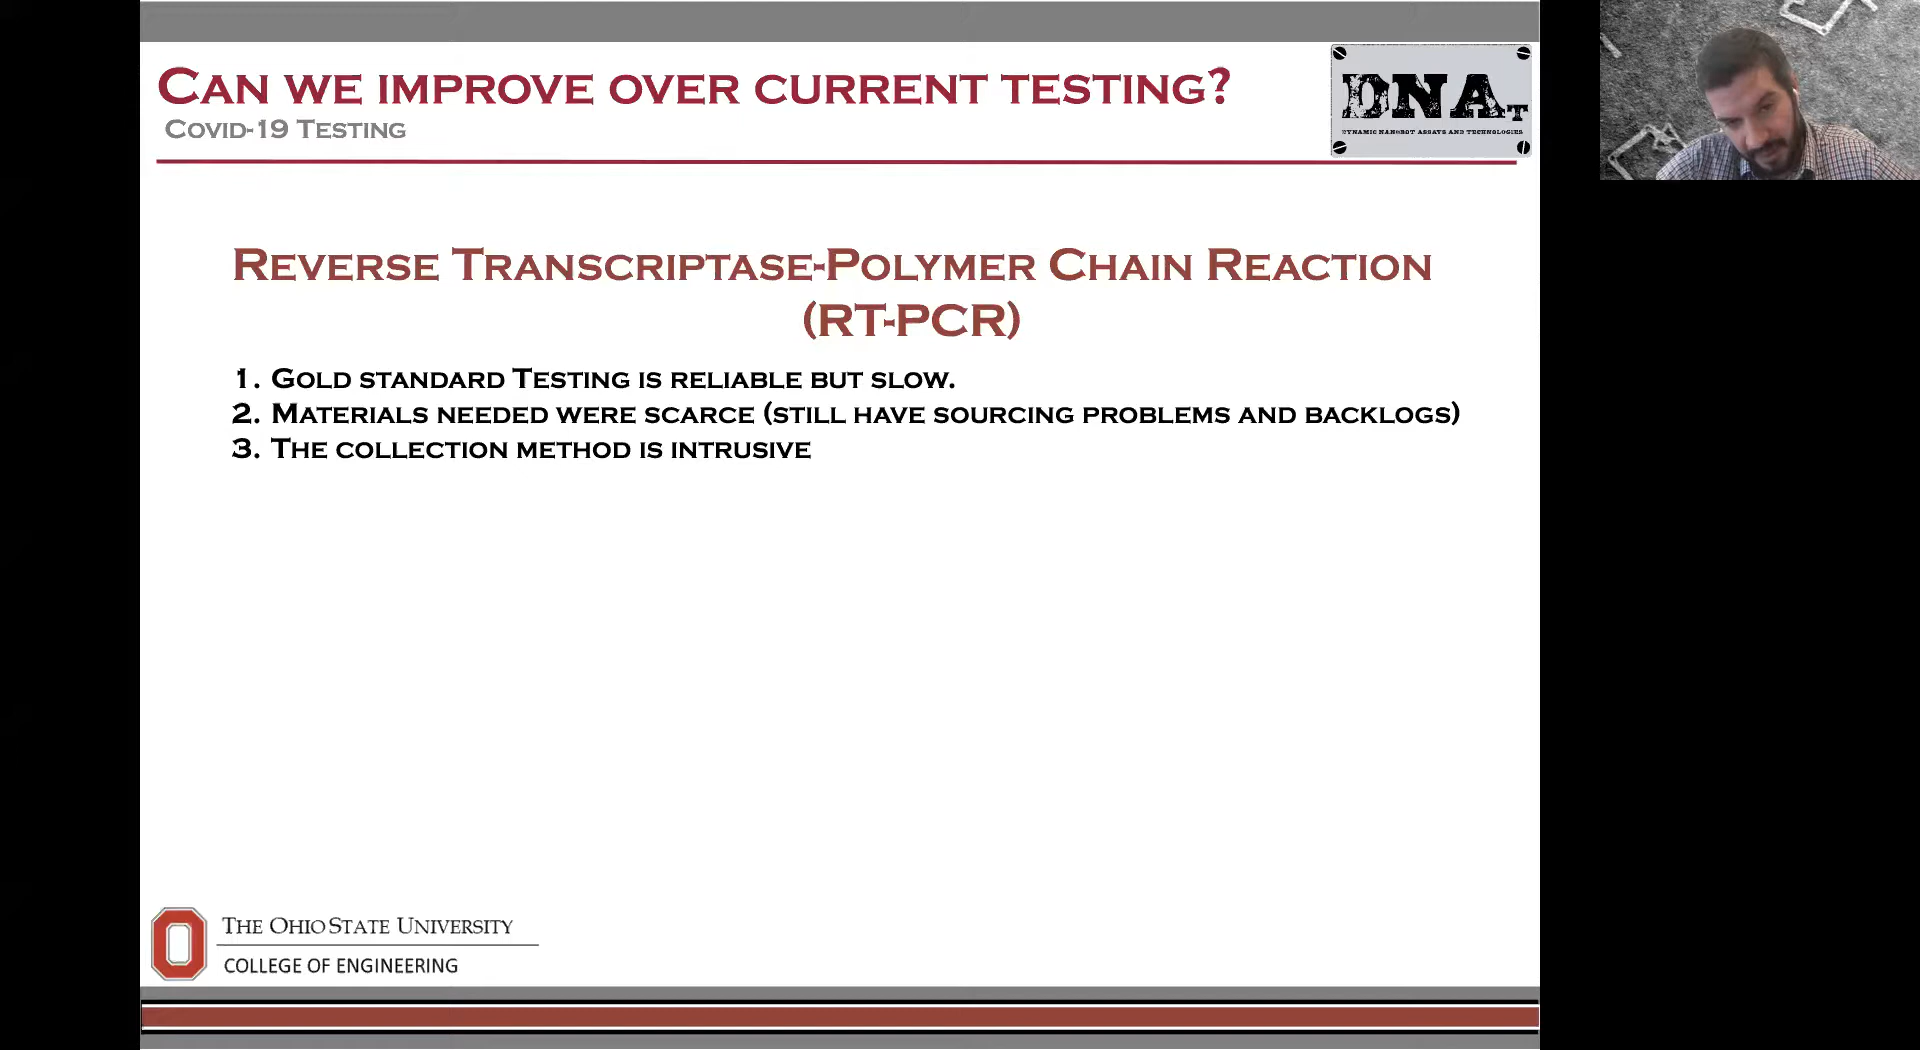 Can we improve over current testing?
Covid-19 Testing
DNAT
Dynamic Nanobot Assays and Technologies
Reverse Transcriptase-Polymer Chain Reaction
(RT-PCR)
1. Gold standard Testing is reliable but slow.
2. Materials needed were scarce (still have sourcing problems and backlogs)
3. The collection method is intrusive
The Ohio State University
COLLEGE OF ENGINEERING